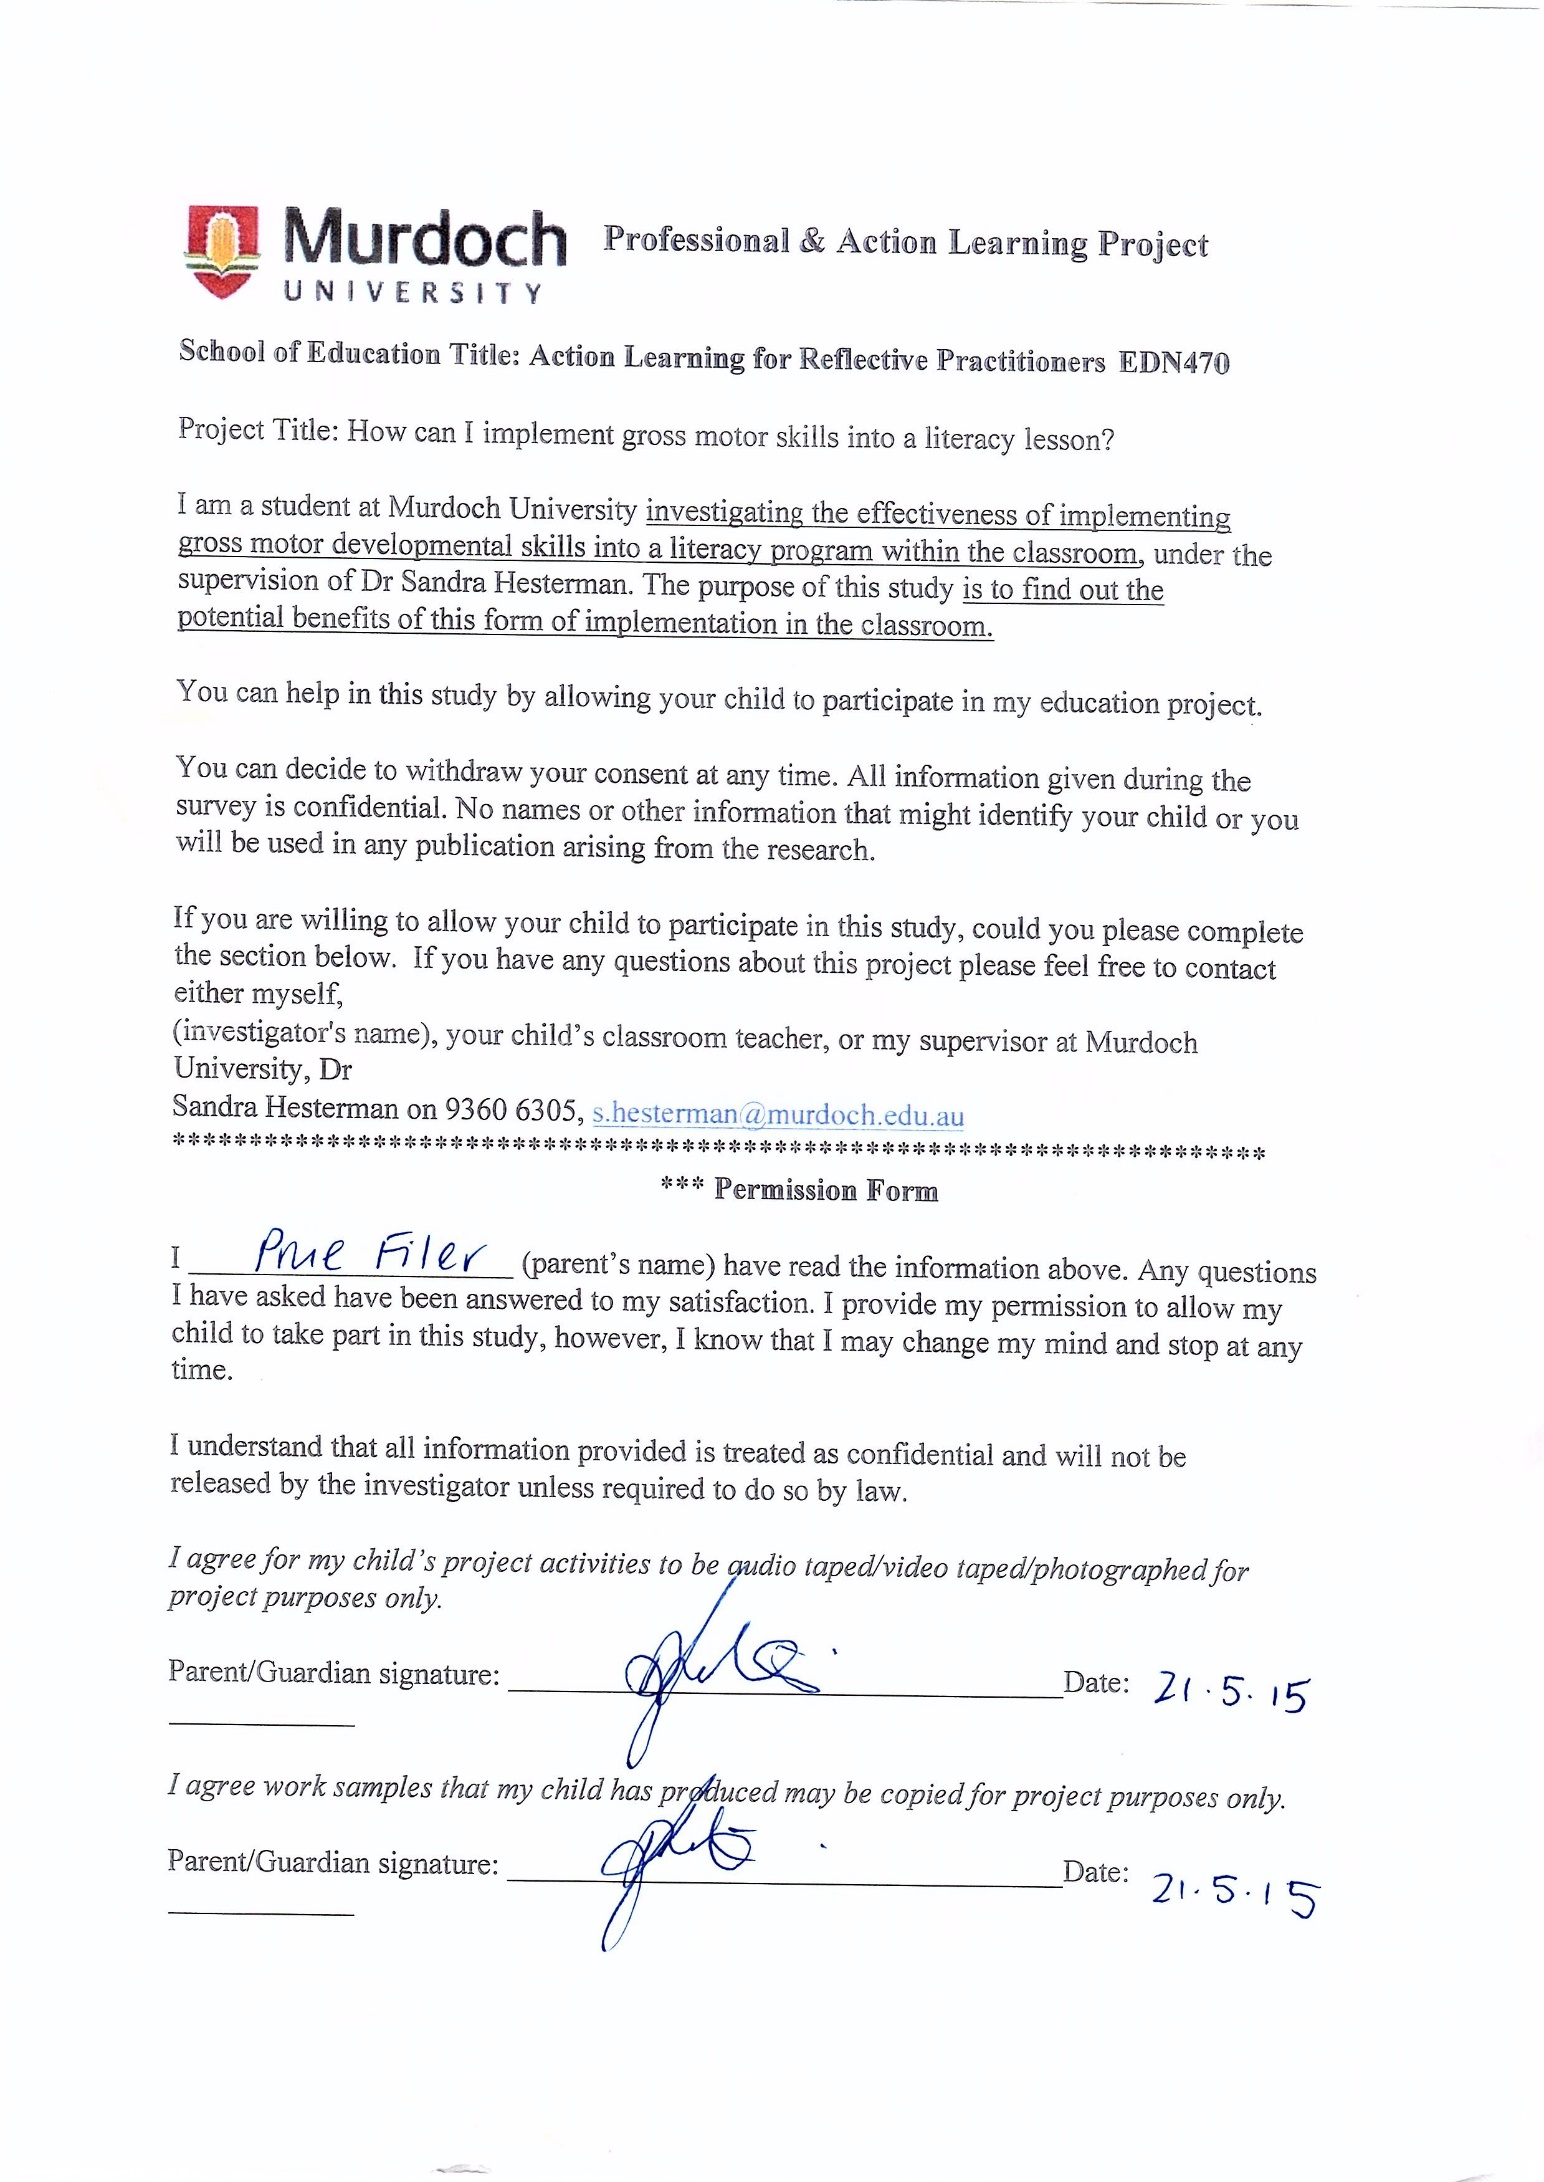 Murdoch
UNIVERSITY
Professional & Action Learning Project
School of Education Title: Action Learning for Reflective Practitioners EDN470
Project Title: How can I implement gross motor skills into a literacy lesson?
I am a student at Murdoch University investigating the effectiveness of implementing
gross motor developmental skills into a literacy program within the classroom, under the
supervision of Dr Sandra Hesterman. The purpose of this study is to find out the
potential benefits of this form of implementation in the classroom.
You can help in this study by allowing your child to participate in my education project.
You can decide to withdraw your consent at any time. All information given during the
survey is confidential. No names or other information that might identify your child or you
will be used in any publication arising from the research.
If you are willing to allow your child to participate in this study, could you please complete
the section below. If you have any questions about this project please feel free to contact
either myself,
(investigator's name), your child's classroom teacher, or my supervisor at Murdoch
University, Dr
Sandra Hesterman on 9360 6305, s.hesterman@murdoch.edu.au
***********************************************************************
*** Permission Form
I Prue Filer (parent's name) have read the information above. Any questions
I have asked have been answered to my satisfaction. I provide my permission to allow my
child to take part in this study, however, I know that I may change my mind and stop at any
time.
I understand that all information provided is treated as confidential and will not be
released by the investigator unless required to do so by law.
I agree for my child's project activities to be audio taped/video taped/photographed for
project purposes only.
Parent/Guardian signature: Date: 21.5.15
I agree work samples that my child has produced may be copied for project purposes only.
Parent/Guardian signature: Date: 21.5.15